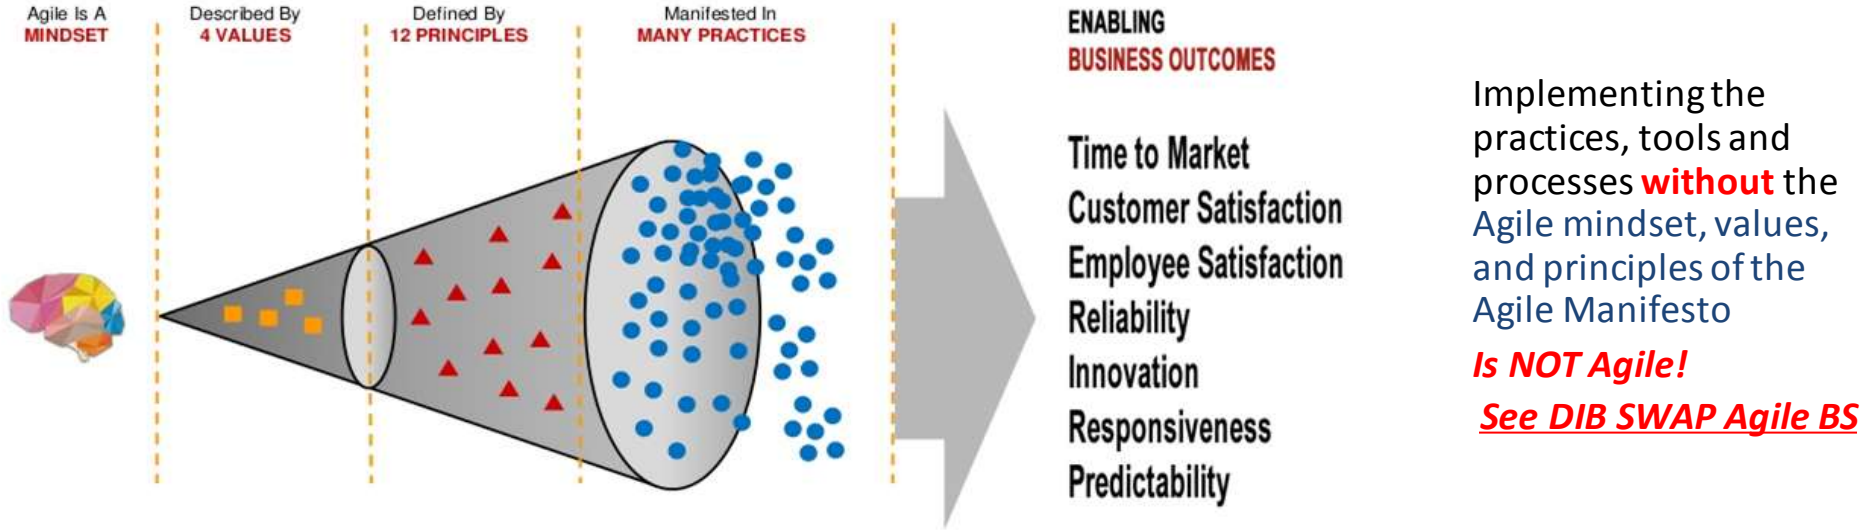 Agile Is A
MINDSET
Described By
4 VALUES
Defined By
12 PRINCIPLES
Manifested In
MANY PRACTICES
ENABLING
BUSINESS OUTCOMES
Time to Market
Customer Satisfaction
Employee Satisfaction
Reliability
Innovation
Responsiveness
Predictability
Implementing the
practices, tools and
processes without the
Agile mindset, values,
and principles of the
Agile Manifesto
Is NOT Agile!
See DIB SWAP Agile BS